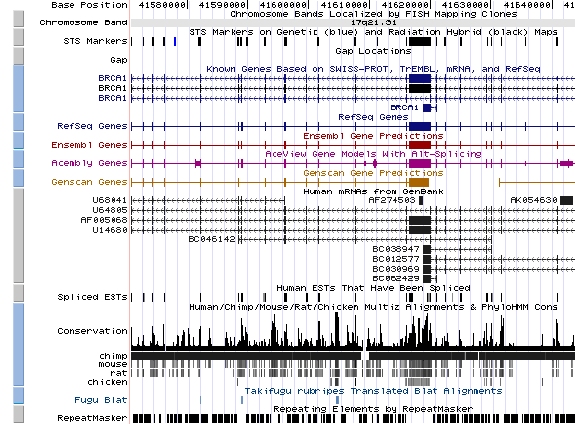 Base Position 41580000 41590000 41600000 41610000 41620000 41630000 41640000 41
Chromosome Bands Localized by FISH Mapping Clones
Chromosome Band 17q21.31
STS Markers on Genetic (blue) and Radiation Hybrid (black) Maps
STS Markers
Gap Locations
Gap
Known Genes Based on SWISS-PROT, TrEMBL, mRNA, and RefSeq
BRCA1
BRCA1
BRCA1
BRCA1
RefSeq Genes
RefSeq Genes
Ensembl Gene Predictions
Ensembl Genes
AceView Gene Models With Alt-Splicing
Acembly Genes
Genscan Gene Predictions
Genscan Genes
Human mRNAs from GenBank
U68041 AF274503 AK054630
U64805
AF005068
U14680
BC046142
BC038947
BC012577
BC030969
BC062429
Human ESTs That Have Been Spliced
Spliced ESTs
Human/Chimp/Mouse/Rat/Chicken Multiz Alignments & PhyloHMM Cons
Conservation
chimp
mouse
rat
chicken
Takifugu rubripes Translated Blat Alignments
Fugu Blat
Repeating Elements by RepeatMasker
RepeatMasker